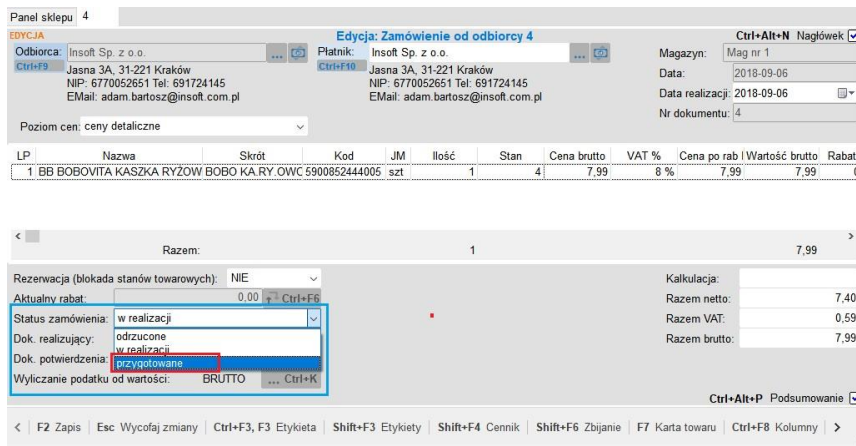 Panel sklepu 4
EDYCJA Edycja: Zamówienie od odbiorcy 4 Ctrl+Alt+N Nagłówek
Odbiorca: Insoft Sp. z o.o. ... Płatnik: Insoft Sp. z o.o. ... Magazyn: Mag nr 1
Ctrl+F9 Jasna 3A, 31-221 Kraków Ctrl+F10 Jasna 3A, 31-221 Kraków Data: 2018-09-06
NIP: 6770052651 Tel: 691724145 NIP: 6770052651 Tel: 691724145
EMail: adam.bartosz@insoft.com.pl EMail: adam.bartosz@insoft.com.pl Data realizacji: 2018-09-06
Nr dokumentu: 4
Poziom cen: ceny detaliczne
LP Nazwa Skrót Kod JM Ilość Stan Cena brutto VAT % Cena po rab Wartość brutto Rabat
1 BB BOBOVITA KASZKA RYŻOW BOBO KA.RY.OWC 5900852444005 szt 1 4 7,99 8 % 7,99 7,99 0
Razem: 1 7,99
Rezerwacja (blokada stanów towarowych): NIE Kalkulacja:
Aktualny rabat: 0,00 Ctrl+F6 Razem netto: 7,40
Status zamówienia: w realizacji Razem VAT: 0,59
Dok. realizujący: odrzucone Razem brutto: 7,99
w realizacji
Dok. potwierdzenia: przygotowane
Wyliczanie podatku od wartości: BRUTTO ... Ctrl+K
Ctrl+Alt+P Podsumowanie
< F2 Zapis Esc Wycofaj zmiany Ctrl+F3, F3 Etykieta Shift+F3 Etykiety Shift+F4 Cennik Shift+F6 Zbijanie F7 Karta towaru Ctrl+F8 Kolumny >